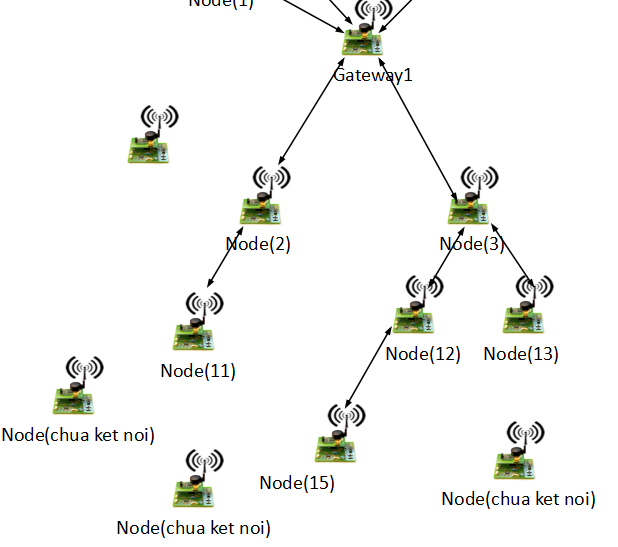 Node(1)
Gateway1
Node(2)
Node(3)
Node(11)
Node(12)
Node(13)
Node(chua ket noi)
Node(15)
Node(chua ket noi)
Node(chua ket noi)